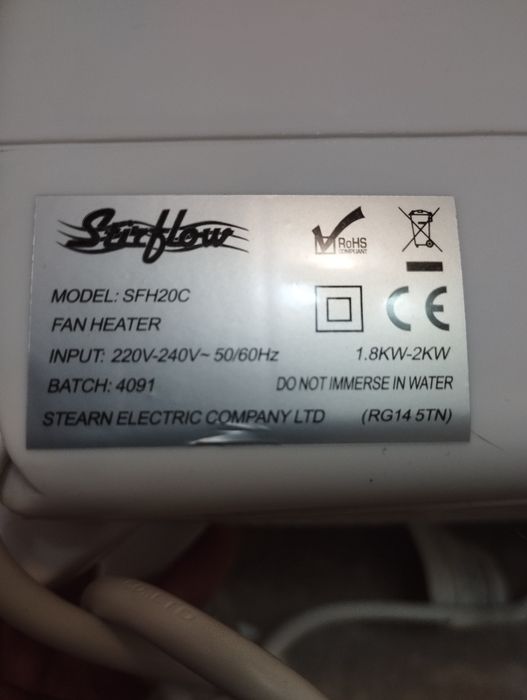 Stirflow
RoHS
COMPLIANT
MODEL: SFH20C
FAN HEATER
CE
INPUT: 220V-240V~ 50/60Hz 1.8KW-2KW
BATCH: 4091 DO NOT IMMERSE IN WATER
STEARN ELECTRIC COMPANY LTD (RG14 5TN)